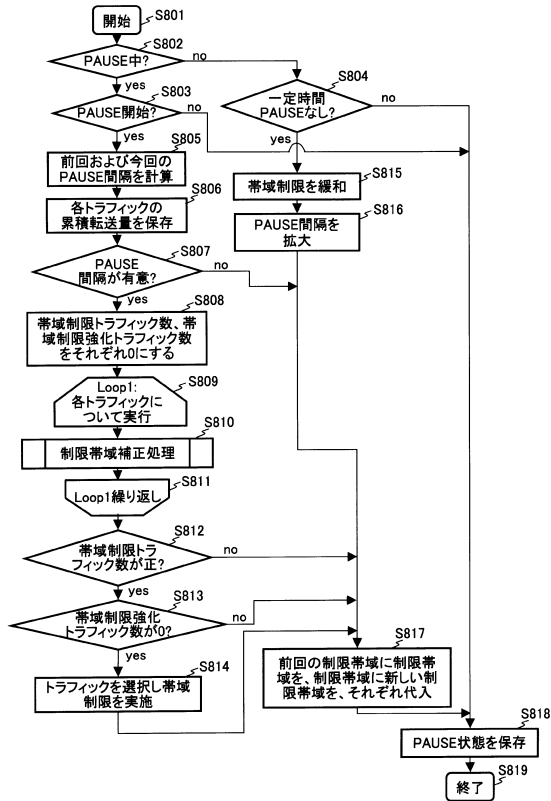 開始
S801
S802
PAUSE中?
no
yes
S803
PAUSE開始?
no
yes
S804
一定時間
PAUSEなし?
no
yes
S805
前回および今回の
PAUSE間隔を計算
S806
各トラフィックの
累積転送量を保存
S815
帯域制限を緩和
S816
PAUSE間隔を
拡大
S807
PAUSE
間隔が有意?
no
yes
S808
帯域制限トラフィック数、帯
域制限強化トラフィック数
をそれぞれ0にする
S809
Loop1:
各トラフィックに
ついて実行
S810
制限帯域補正処理
S811
Loop1繰り返し
S812
帯域制限トラ
フィック数が正?
no
yes
S813
帯域制限強化
トラフィック数が0?
no
yes
S814
トラフィックを選択し帯域
制限を実施
S817
前回の制限帯域に制限帯
域を、制限帯域に新しい制
限帯域を、それぞれ代入
S818
PAUSE状態を保存
S819
終了